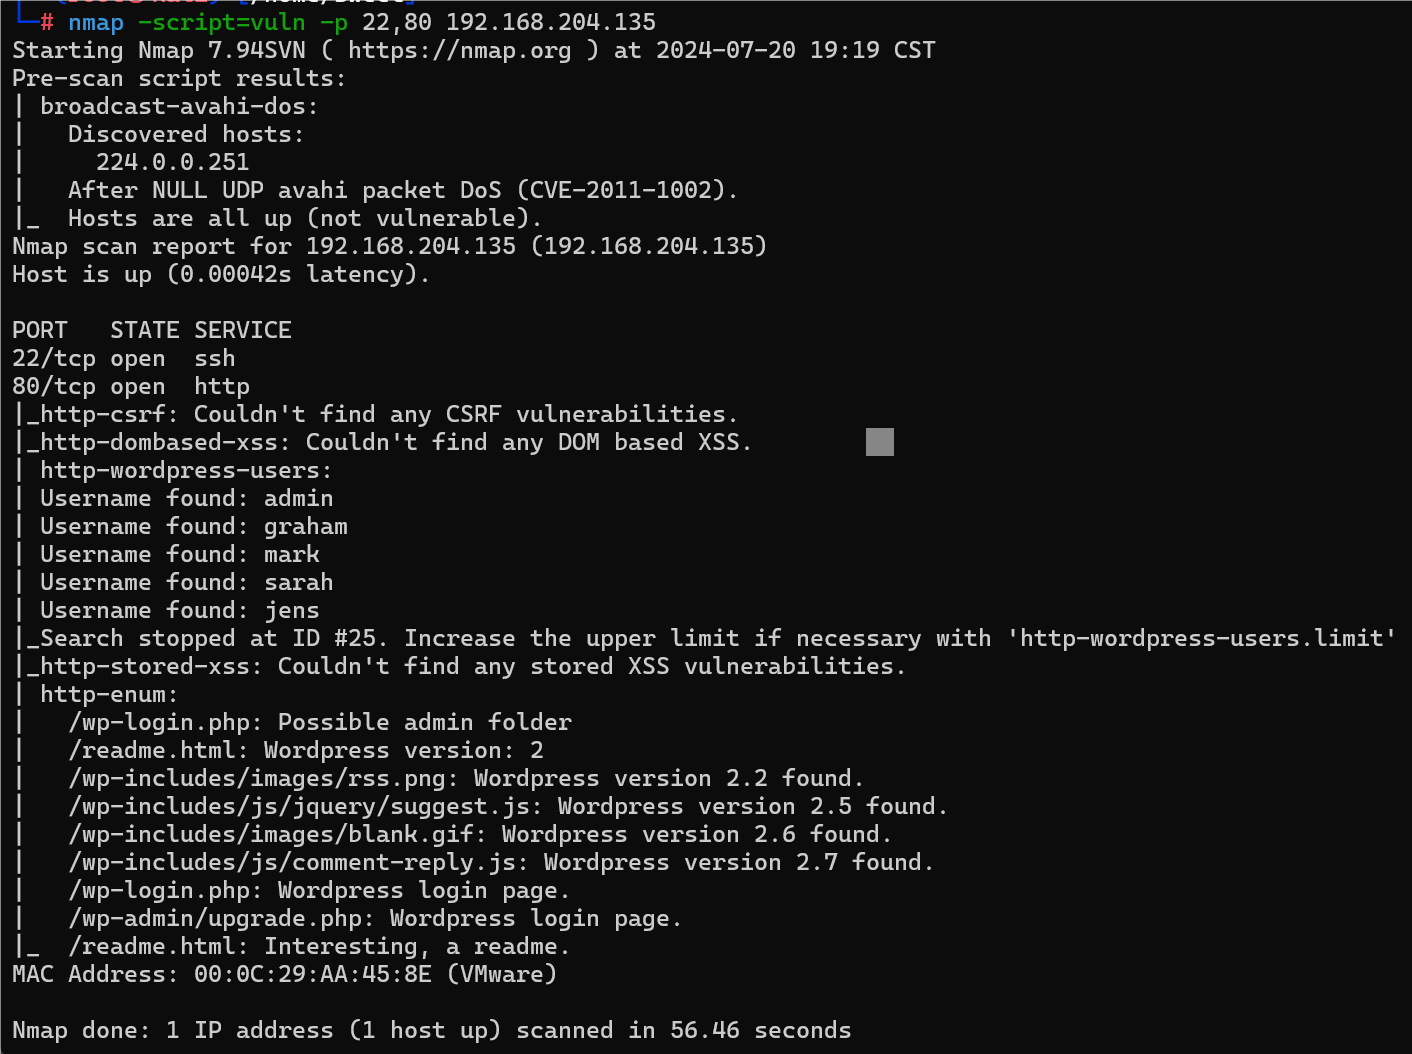 └─# nmap -script=vuln -p 22,80 192.168.204.135
Starting Nmap 7.94SVN ( https://nmap.org ) at 2024-07-20 19:19 CST
Pre-scan script results:
| broadcast-avahi-dos:
|   Discovered hosts:
|     224.0.0.251
|   After NULL UDP avahi packet DoS (CVE-2011-1002).
|_  Hosts are all up (not vulnerable).
Nmap scan report for 192.168.204.135 (192.168.204.135)
Host is up (0.00042s latency).

PORT   STATE SERVICE
22/tcp open  ssh
80/tcp open  http
|_http-csrf: Couldn't find any CSRF vulnerabilities.
|_http-dombased-xss: Couldn't find any DOM based XSS.
| http-wordpress-users:
| Username found: admin
| Username found: graham
| Username found: mark
| Username found: sarah
| Username found: jens
|_Search stopped at ID #25. Increase the upper limit if necessary with 'http-wordpress-users.limit'
|_http-stored-xss: Couldn't find any stored XSS vulnerabilities.
| http-enum:
|   /wp-login.php: Possible admin folder
|   /readme.html: Wordpress version: 2
|   /wp-includes/images/rss.png: Wordpress version 2.2 found.
|   /wp-includes/js/jquery/suggest.js: Wordpress version 2.5 found.
|   /wp-includes/images/blank.gif: Wordpress version 2.6 found.
|   /wp-includes/js/comment-reply.js: Wordpress version 2.7 found.
|   /wp-login.php: Wordpress login page.
|   /wp-admin/upgrade.php: Wordpress login page.
|_  /readme.html: Interesting, a readme.
MAC Address: 00:0C:29:AA:45:8E (VMware)

Nmap done: 1 IP address (1 host up) scanned in 56.46 seconds